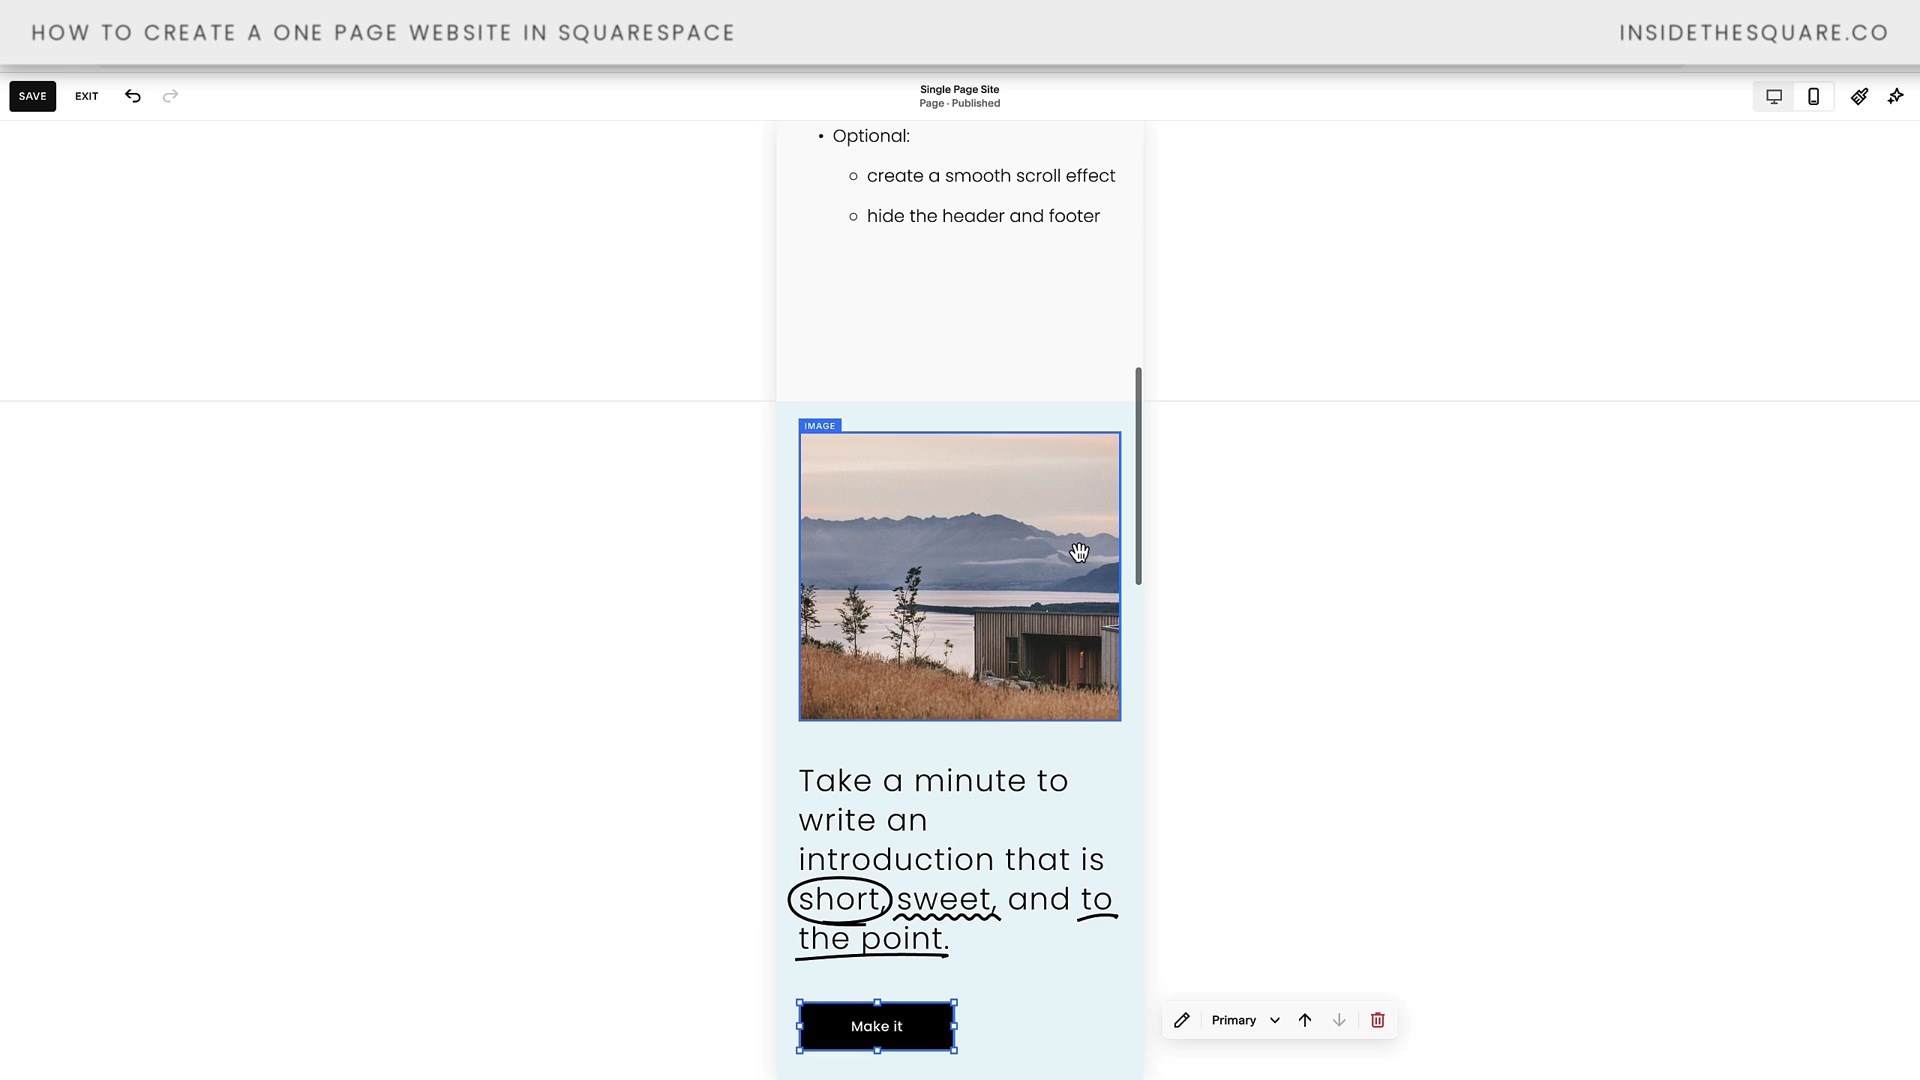 HOW TO CREATE A ONE PAGE WEBSITE IN SQUARESPACE
INSIDETHESQUARE.CO
SAVE
EXIT
Single Page Site
Page · Published
• Optional:
create a smooth scroll effect
hide the header and footer
IMAGE
Take a minute to
write an
introduction that is
short, sweet, and to
the point.
Make it
Primary